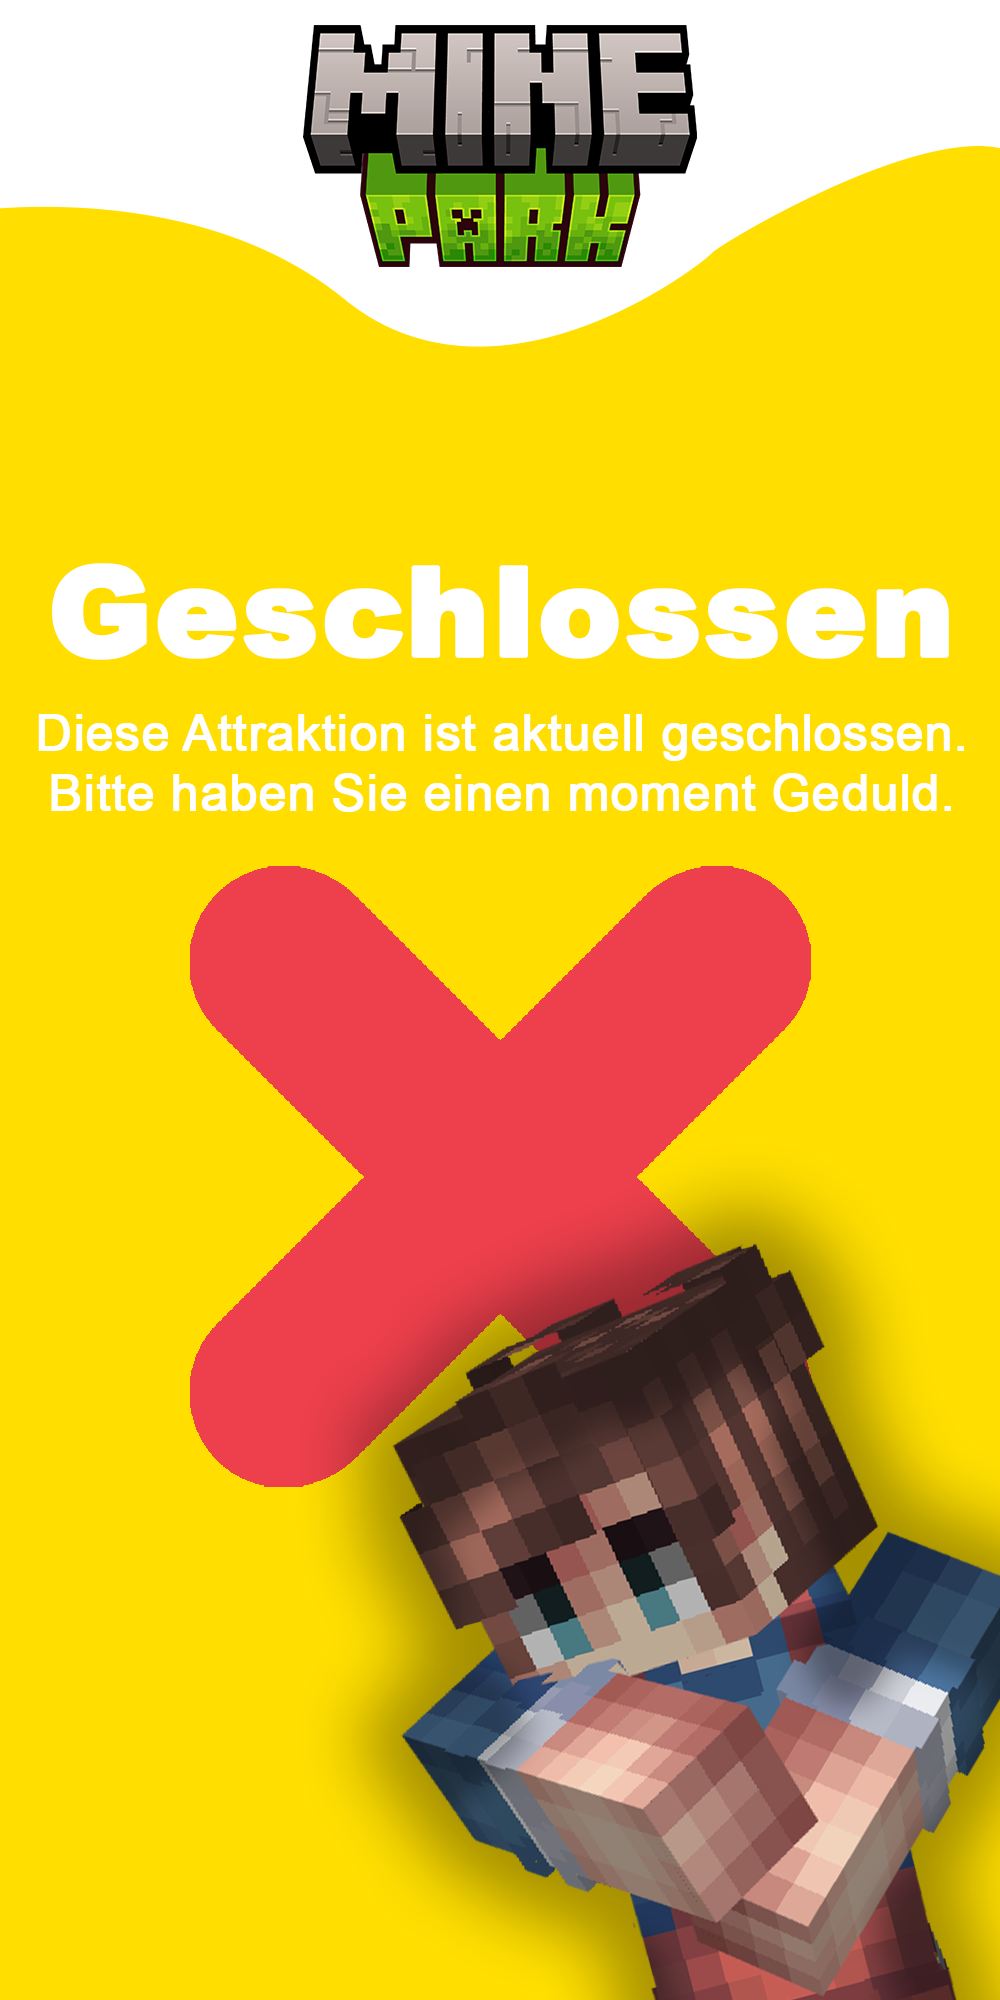 MINE
PARK
Geschlossen
Diese Attraktion ist aktuell geschlossen.
Bitte haben Sie einen moment Geduld.